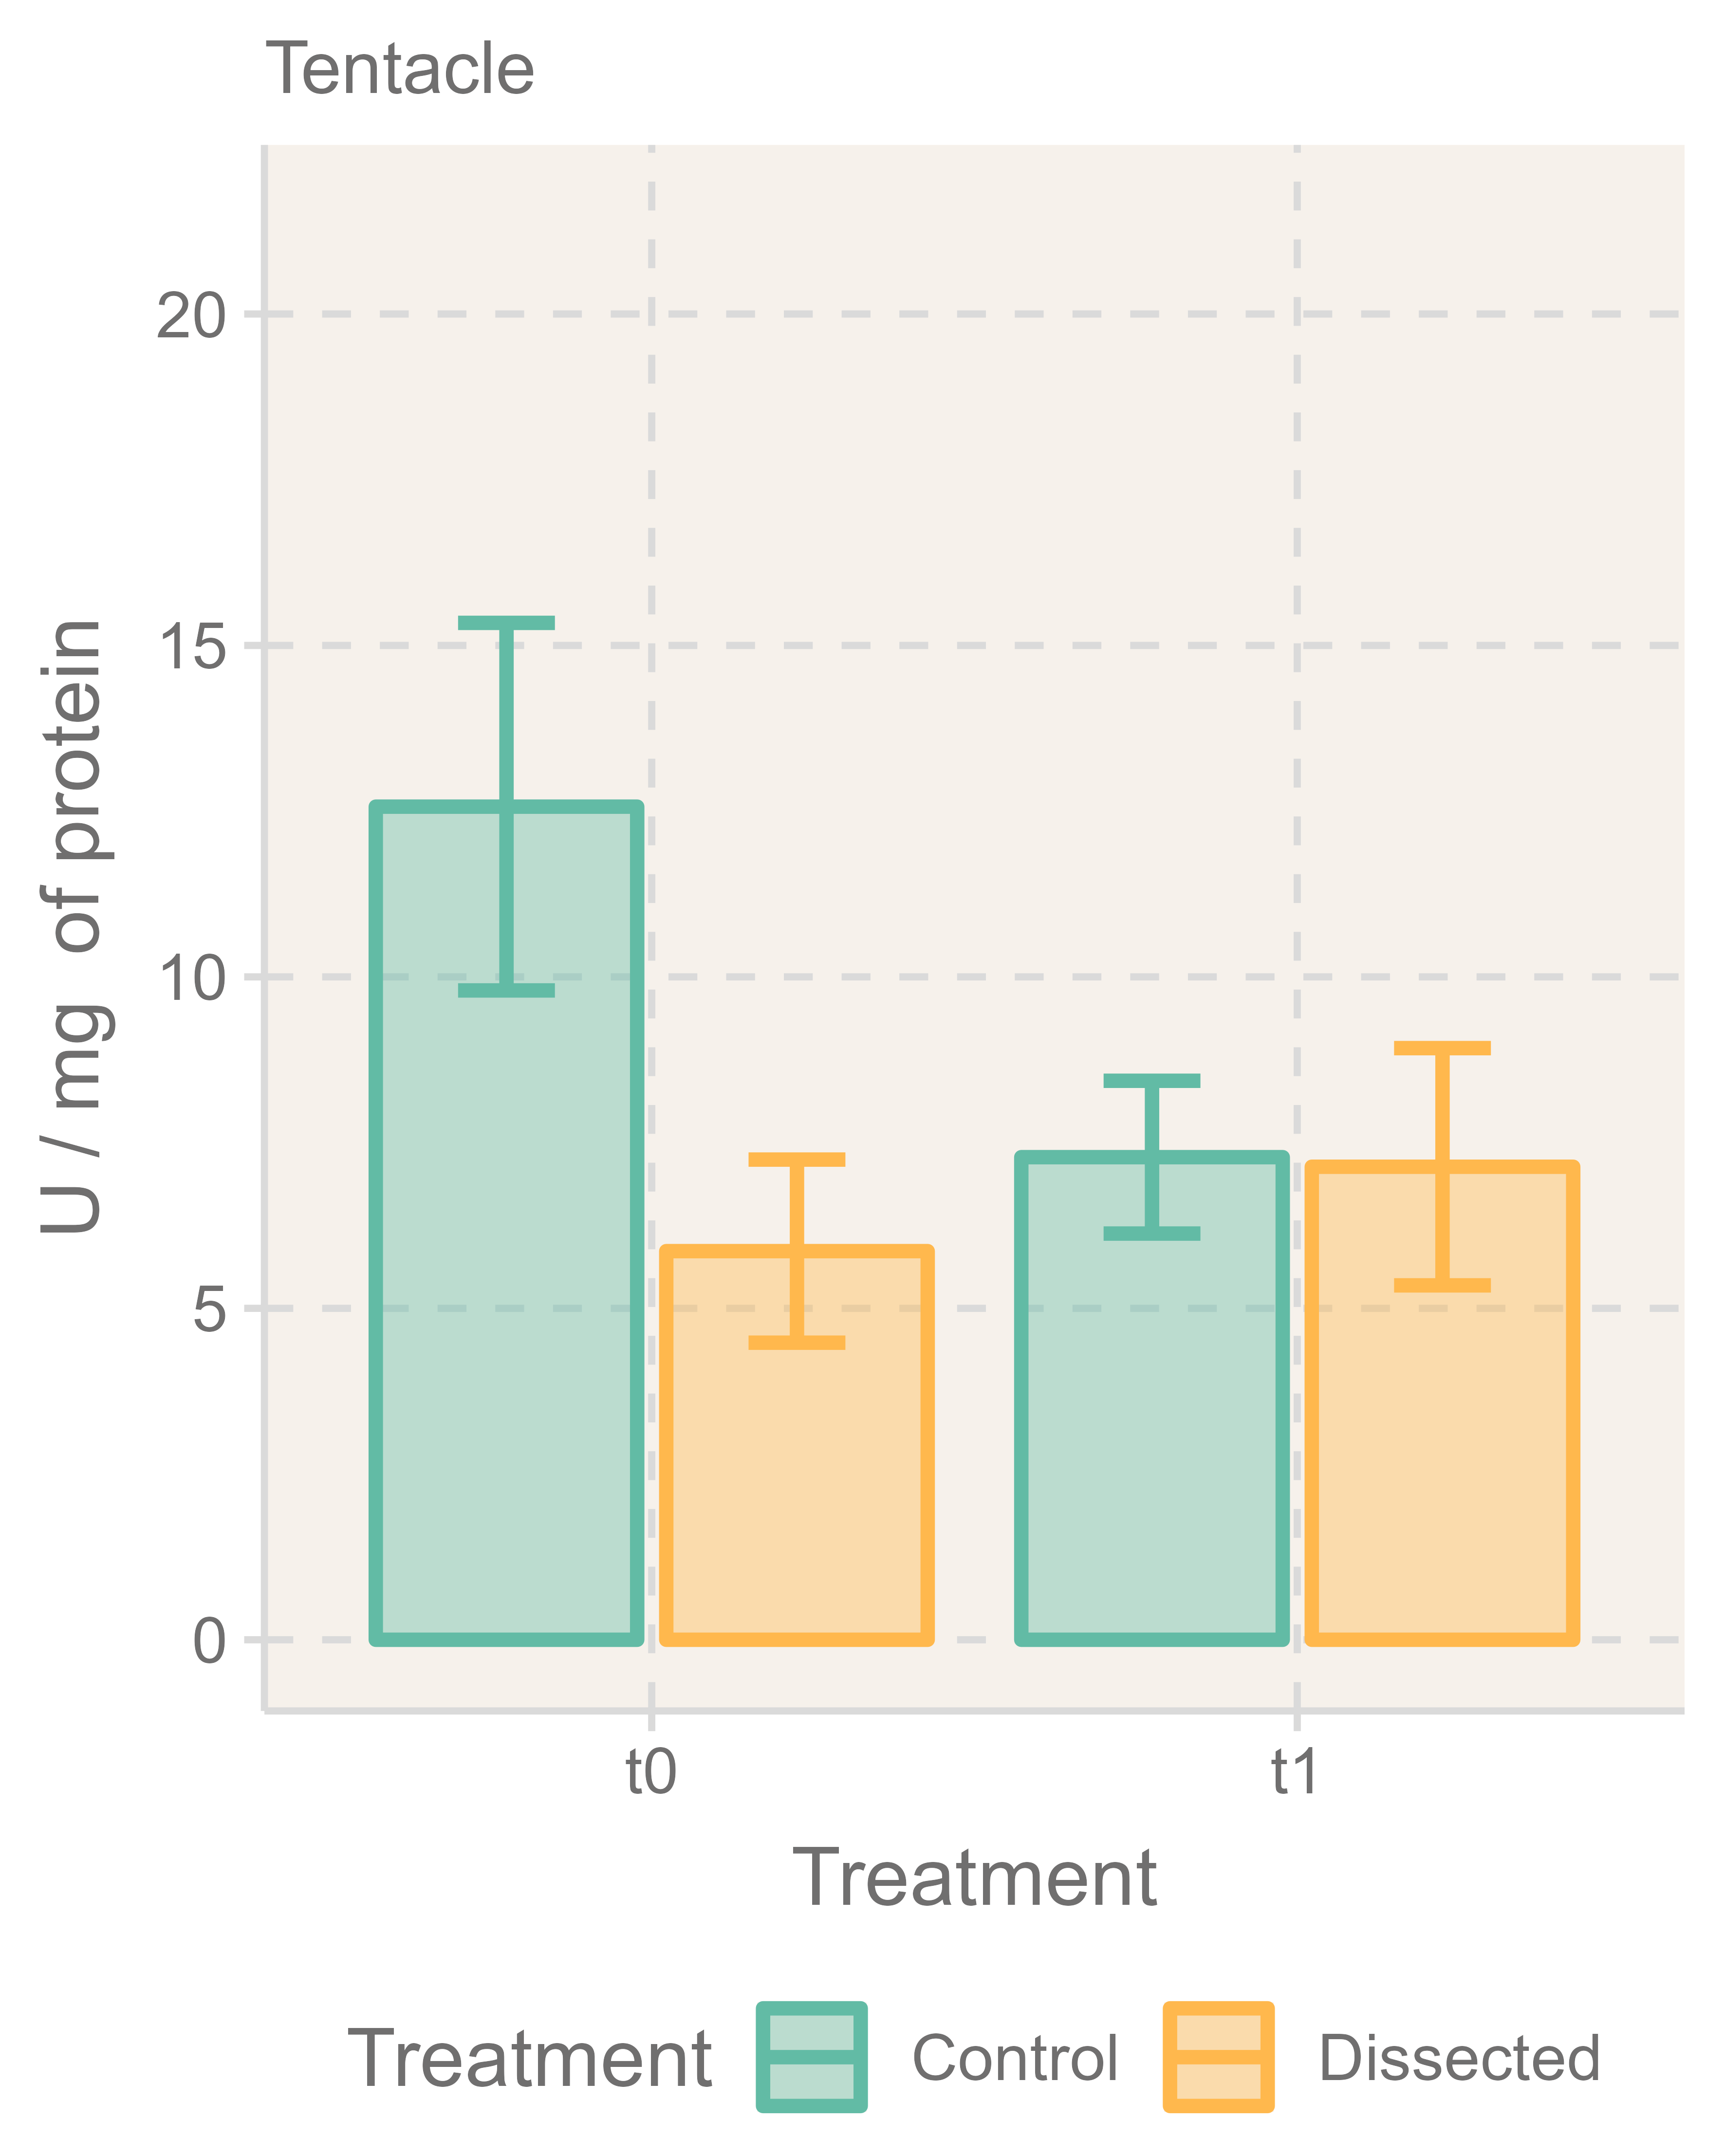 Tentacle
U / mg  of protein
20
15
10
5
0
t0 t1
Treatment
Treatment Control Dissected